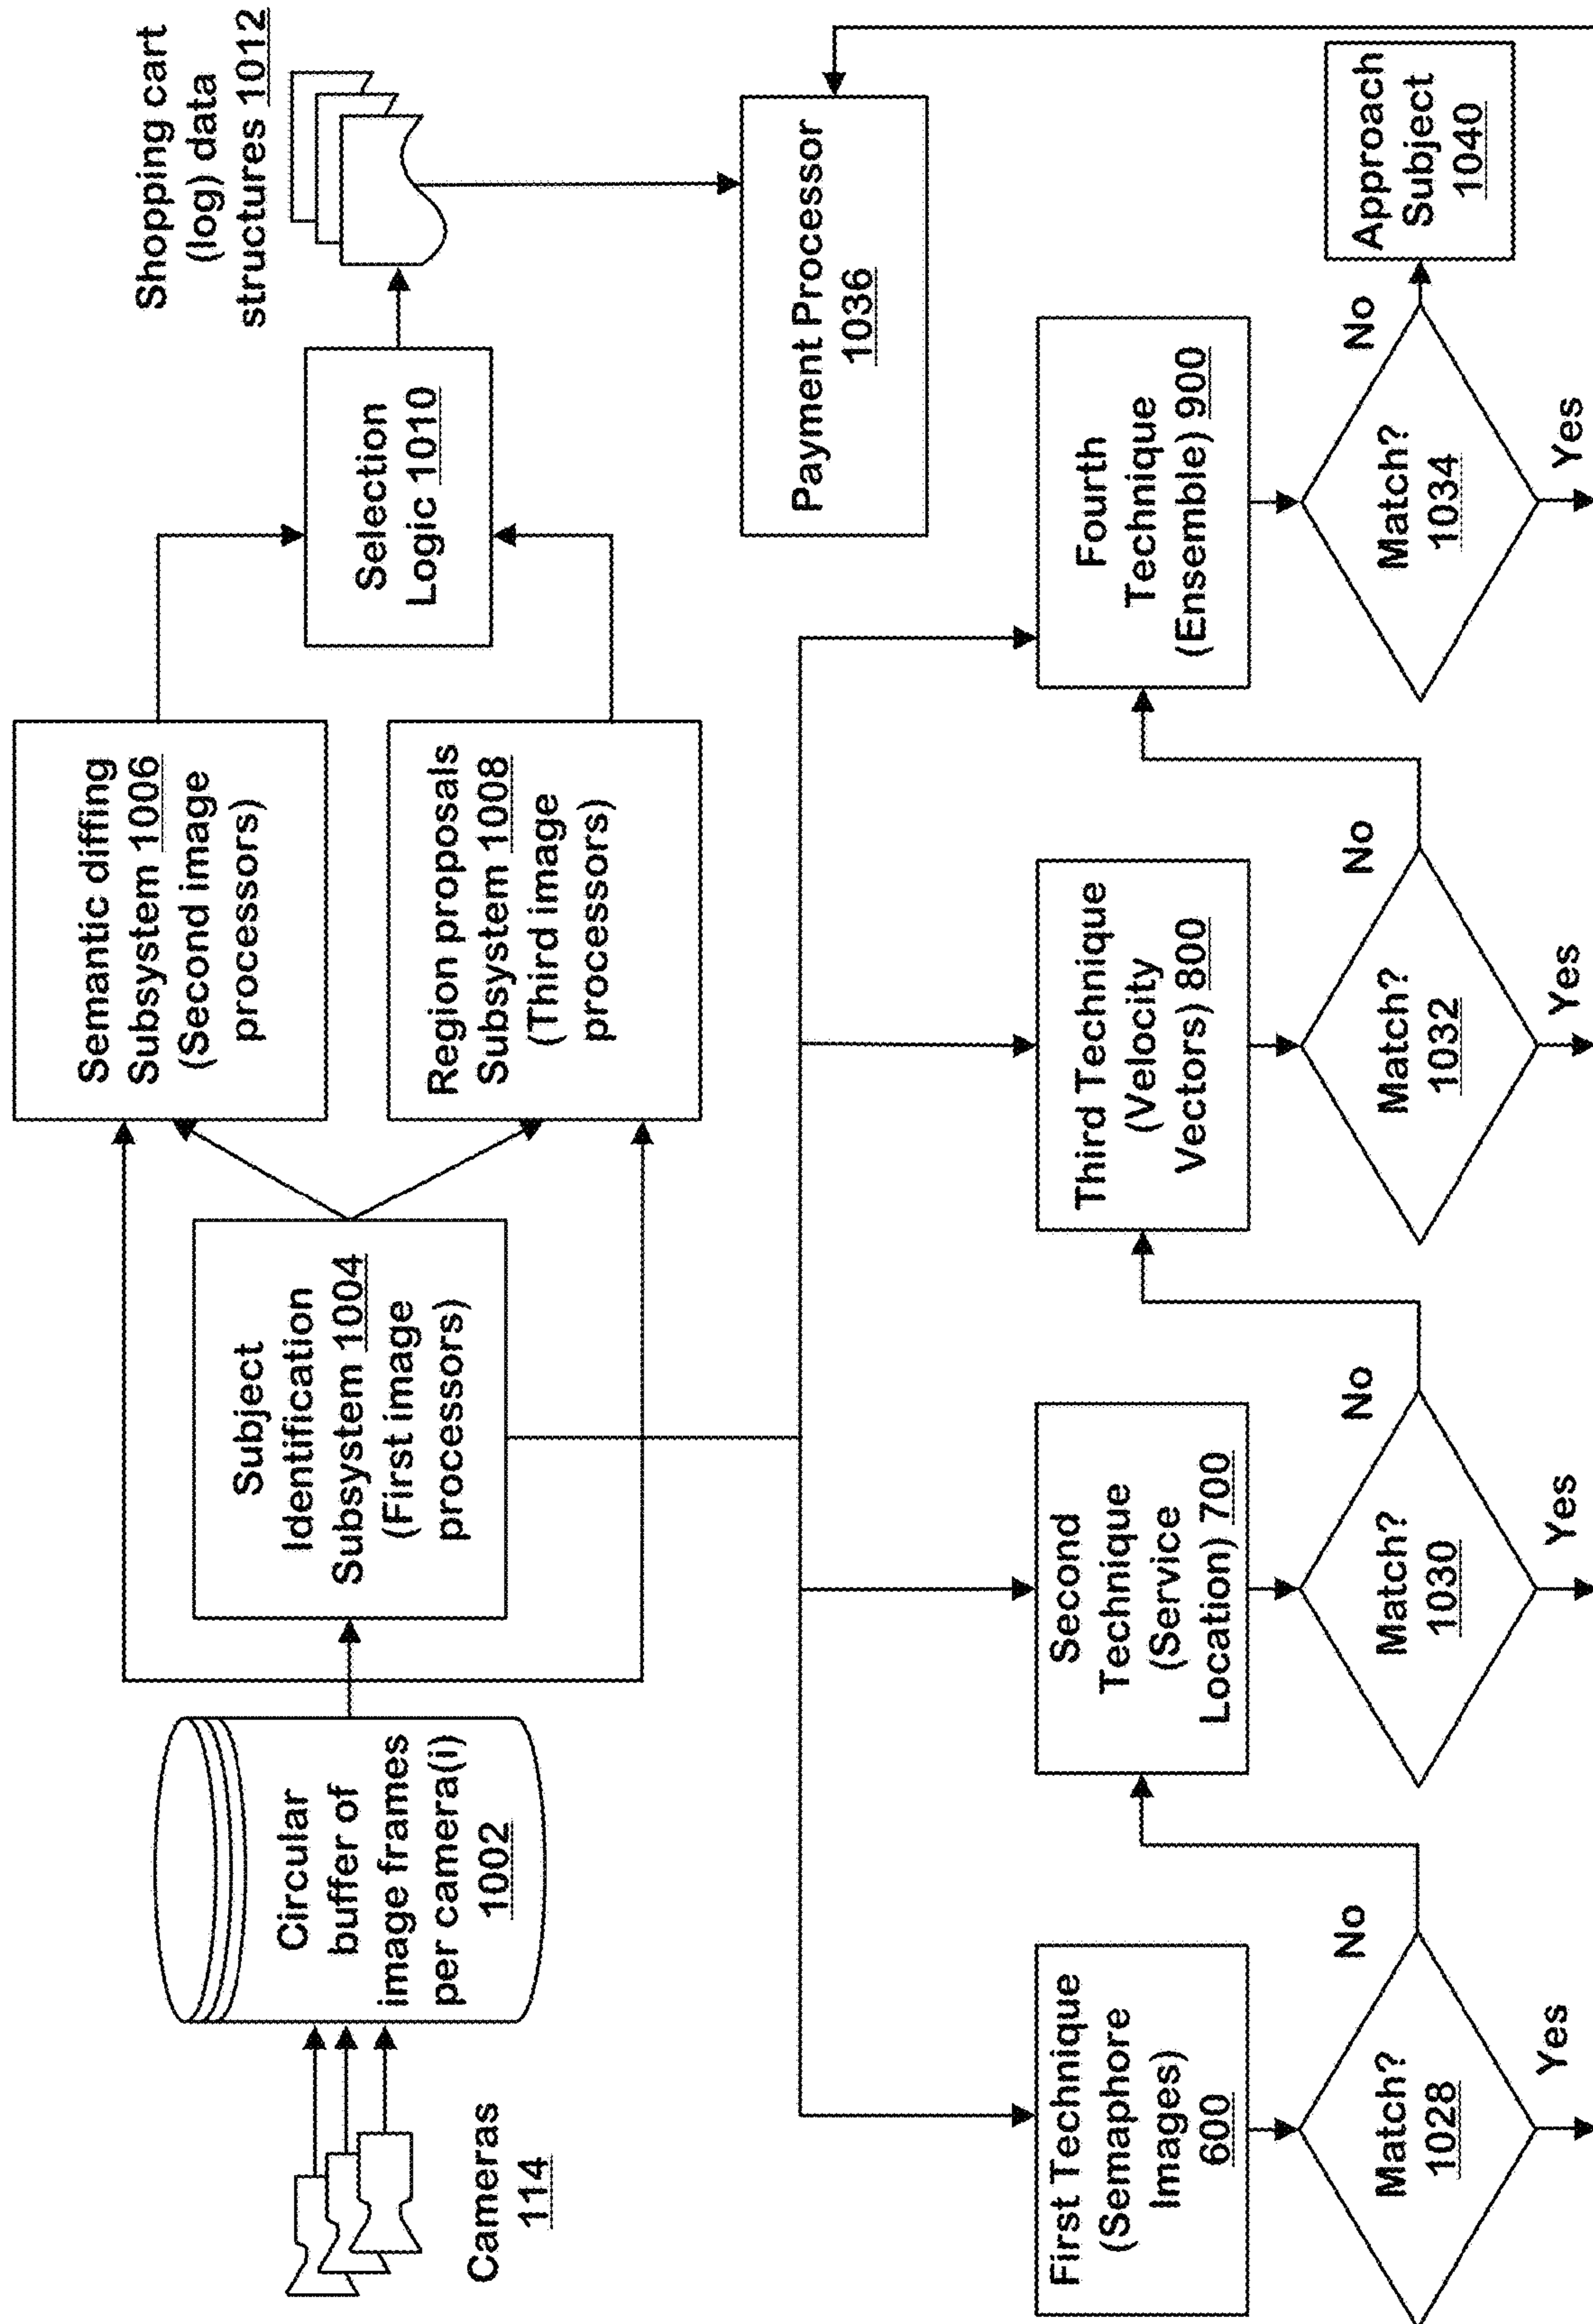 Cameras
114
Circular
buffer of
image frames
per camera(i)
1002
Subject
Identification
Subsystem 1004
(First image
processors)
Semantic diffing
Subsystem 1006
(Second image
processors)
Region proposals
Subsystem 1008
(Third image
processors)
Selection
Logic 1010
Shopping cart
(log) data
structures 1012
Payment Processor
1036
First Technique
(Semaphore
Images)
600
Second
Technique
(Service
Location) 700
Third Technique
(Velocity
Vectors) 800
Fourth
Technique
(Ensemble) 900
Match?
1028
No
Yes
Match?
1030
No
Yes
Match?
1032
No
Yes
Match?
1034
No
Yes
Approach
Subject
1040